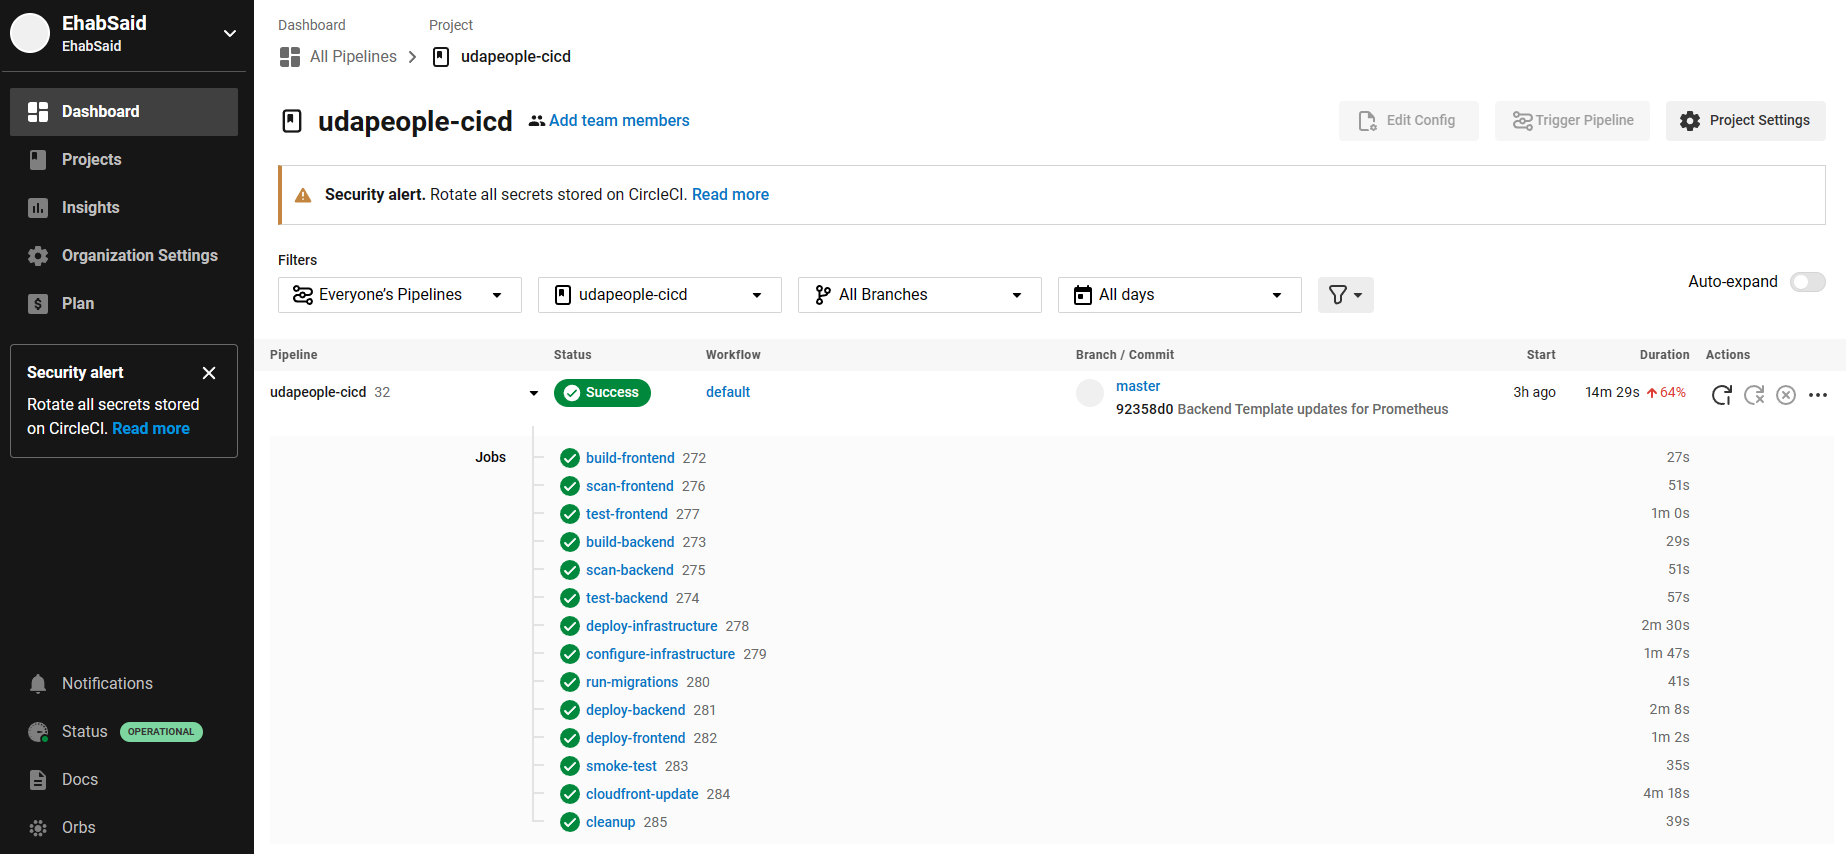 EhabSaid
EhabSaid
Dashboard
Projects
Insights
Organization Settings
Plan
Security alert
Rotate all secrets stored
on CircleCI. Read more
Notifications
Status OPERATIONAL
Docs
Orbs
Dashboard Project
All Pipelines udapeople-cicd
udapeople-cicd Add team members
Edit Config Trigger Pipeline Project Settings
Security alert. Rotate all secrets stored on CircleCI. Read more
Filters
Everyone's Pipelines udapeople-cicd All Branches All days
Auto-expand
Pipeline Status Workflow Branch / Commit Start Duration Actions
udapeople-cicd 32 Success default master 3h ago 14m 29s 64%
92358d0 Backend Template updates for Prometheus
Jobs build-frontend 272 27s
scan-frontend 276 51s
test-frontend 277 1m 0s
build-backend 273 29s
scan-backend 275 51s
test-backend 274 57s
deploy-infrastructure 278 2m 30s
configure-infrastructure 279 1m 47s
run-migrations 280 41s
deploy-backend 281 2m 8s
deploy-frontend 282 1m 2s
smoke-test 283 35s
cloudfront-update 284 4m 18s
cleanup 285 39s